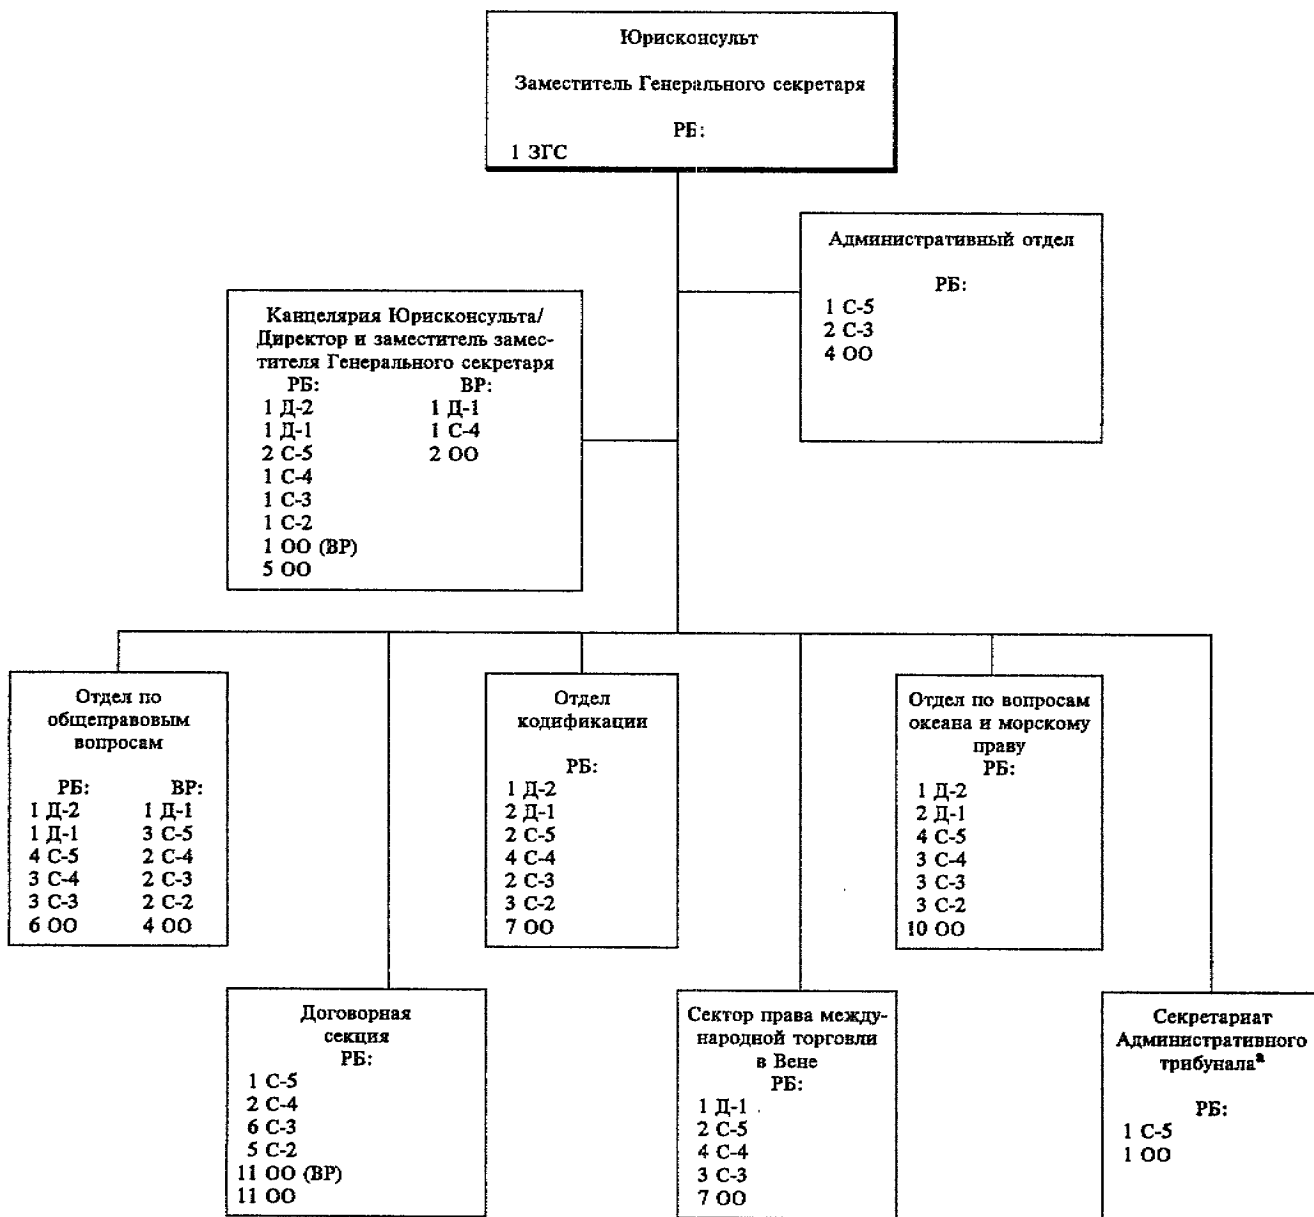 Юрисконсульт
Заместитель Генерального секретаря
РБ:
1 ЗГС
Административный отдел
РБ:
1 С-5
2 С-3
4 ОО
Канцелярия Юрисконсульта/
Директор и заместитель замес-
тителя Генерального секретаря
РБ: ВР:
1 Д-2 1 Д-1
1 Д-1 1 С-4
2 С-5 2 ОО
1 С-4
1 С-3
1 С-2
1 ОО (ВР)
5 ОО
Отдел по
общеправовым
вопросам
РБ: ВР:
1 Д-2 1 Д-1
1 Д-1 3 С-5
4 С-5 2 С-4
3 С-4 2 С-3
3 С-3 2 С-2
6 ОО 4 ОО
Отдел
кодификации
РБ:
1 Д-2
2 Д-1
2 С-5
4 С-4
2 С-3
3 С-2
7 ОО
Отдел по вопросам
океана и морскому
праву
РБ:
1 Д-2
2 Д-1
4 С-5
3 С-4
3 С-3
3 С-2
10 ОО
Договорная
секция
РБ:
1 С-5
2 С-4
6 С-3
5 С-2
11 ОО (ВР)
11 ОО
Сектор права между-
народной торговли
в Вене
РБ:
1 Д-1
2 С-5
4 С-4
3 С-3
7 ОО
Секретариат
Административного
трибунала a
РБ:
1 С-5
1 ОО